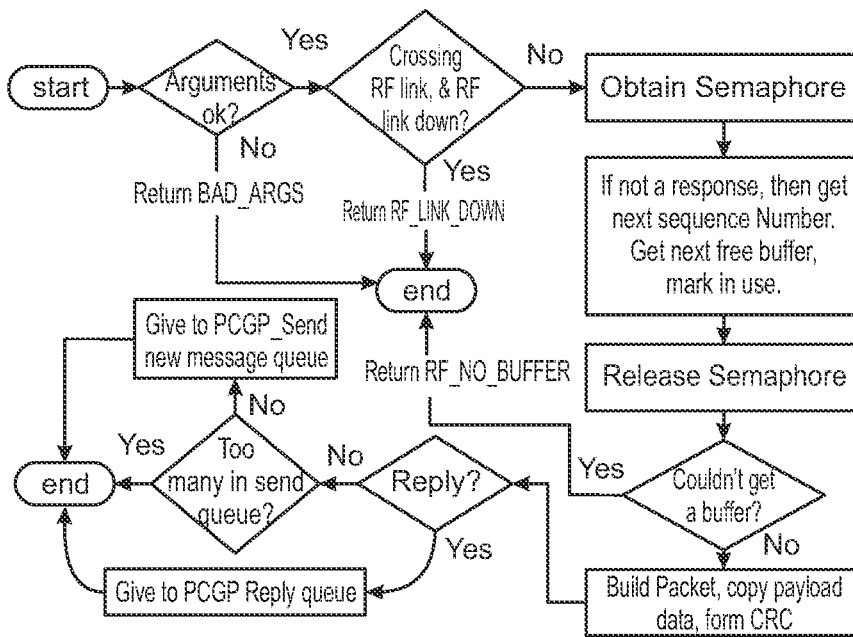 start
Arguments
ok?
Yes
No
Return BAD_ARGS
Crossing
RF link, & RF
link down?
No
Yes
Return RF_LINK_DOWN
end
Obtain Semaphore
If not a response, then get
next sequence Number.
Get next free buffer,
mark in use.
Release Semaphore
Couldn't get
a buffer?
Yes
Return RF_NO_BUFFER
No
Build Packet, copy payload
data, form CRC
Reply?
No
Yes
Too
many in send
queue?
No
Yes
Give to PCGP_Send
new message queue
end
Give to PCGP Reply queue